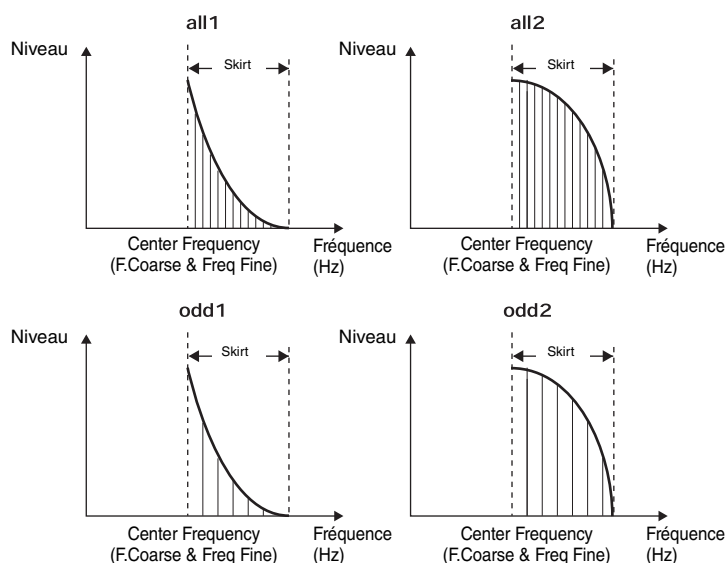 all1
Niveau
Skirt
Center Frequency
(F.Coarse & Freq Fine)
Fréquence
(Hz)
all2
Niveau
Skirt
Center Frequency
(F.Coarse & Freq Fine)
Fréquence
(Hz)
odd1
Niveau
Skirt
Center Frequency
(F.Coarse & Freq Fine)
Fréquence
(Hz)
odd2
Niveau
Skirt
Center Frequency
(F.Coarse & Freq Fine)
Fréquence
(Hz)